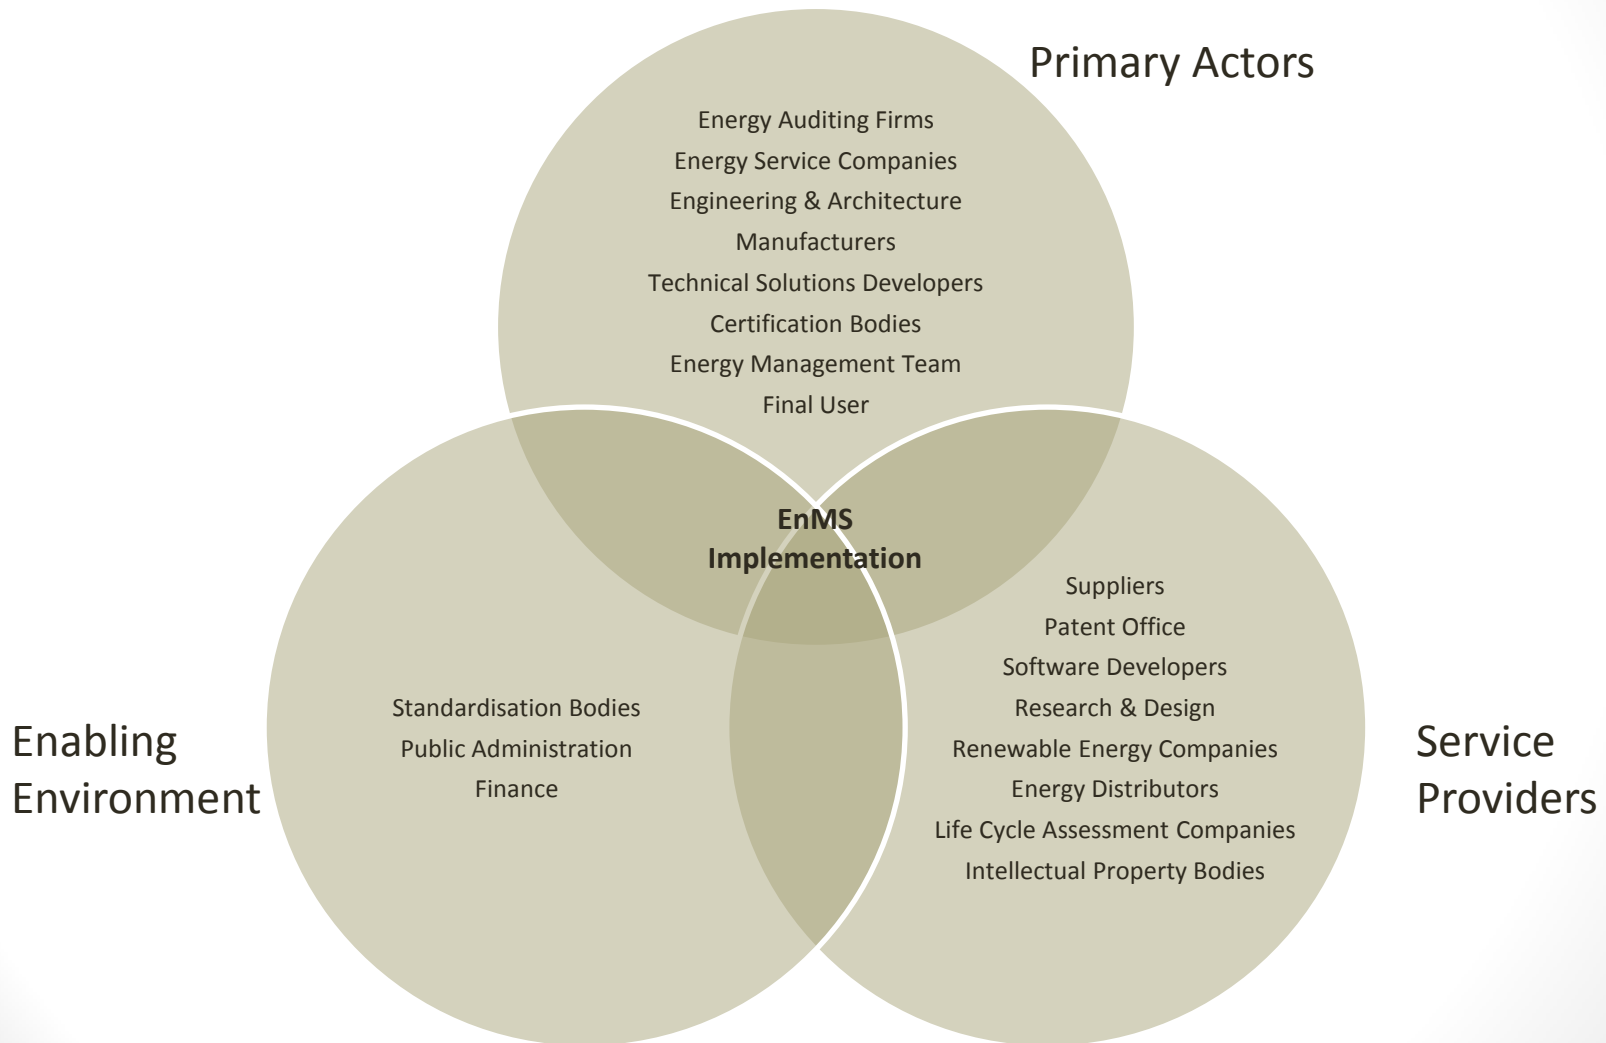 Primary Actors
Energy Auditing Firms
Energy Service Companies
Engineering & Architecture
Manufacturers
Technical Solutions Developers
Certification Bodies
Energy Management Team
Final User
EnMS
Implementation
Enabling
Environment
Standardisation Bodies
Public Administration
Finance
Suppliers
Patent Office
Software Developers
Research & Design
Renewable Energy Companies
Energy Distributors
Life Cycle Assessment Companies
Intellectual Property Bodies
Service
Providers